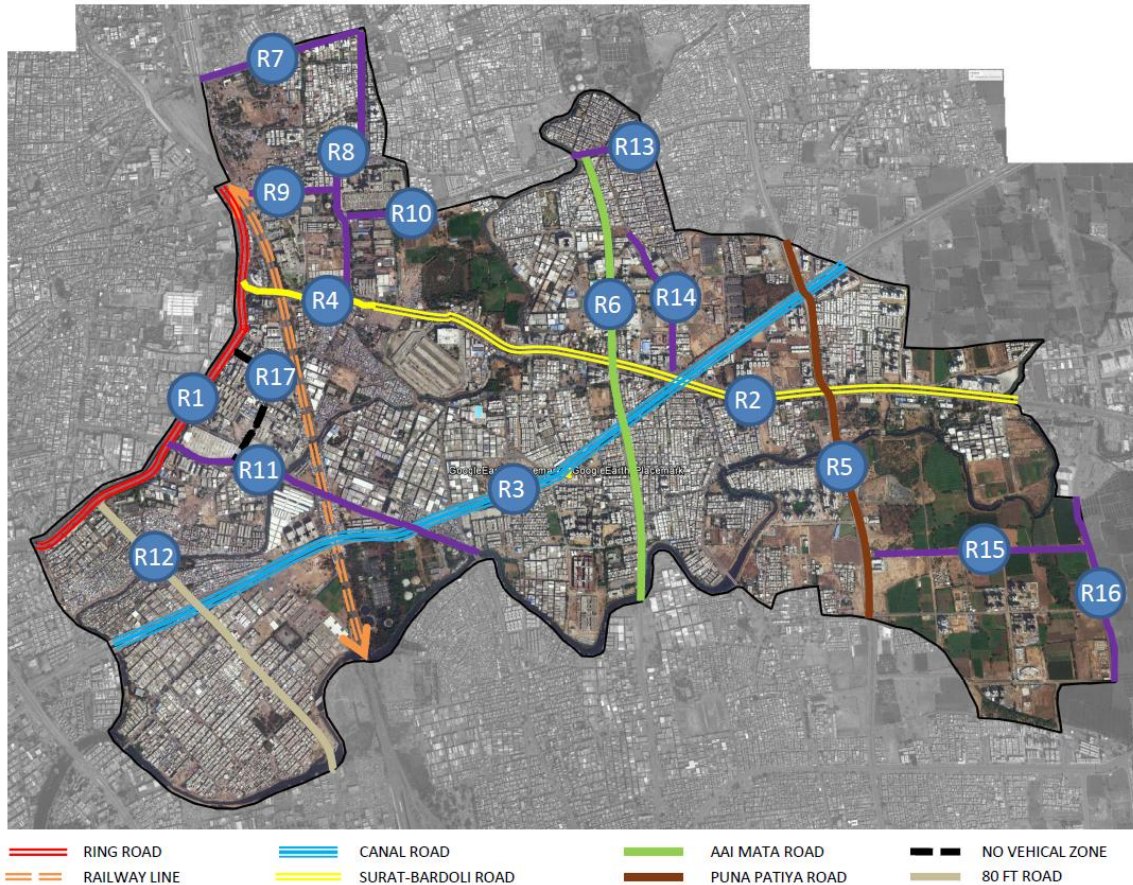 R7
R8
R13
R9
R10
R4
R6
R14
R17
R1
R2
R11
R3
R5
R12
R15
R16
RING ROAD
CANAL ROAD
AAI MATA ROAD
NO VEHICAL ZONE
RAILWAY LINE
SURAT-BARDOLI ROAD
PUNA PATIYA ROAD
80 FT ROAD